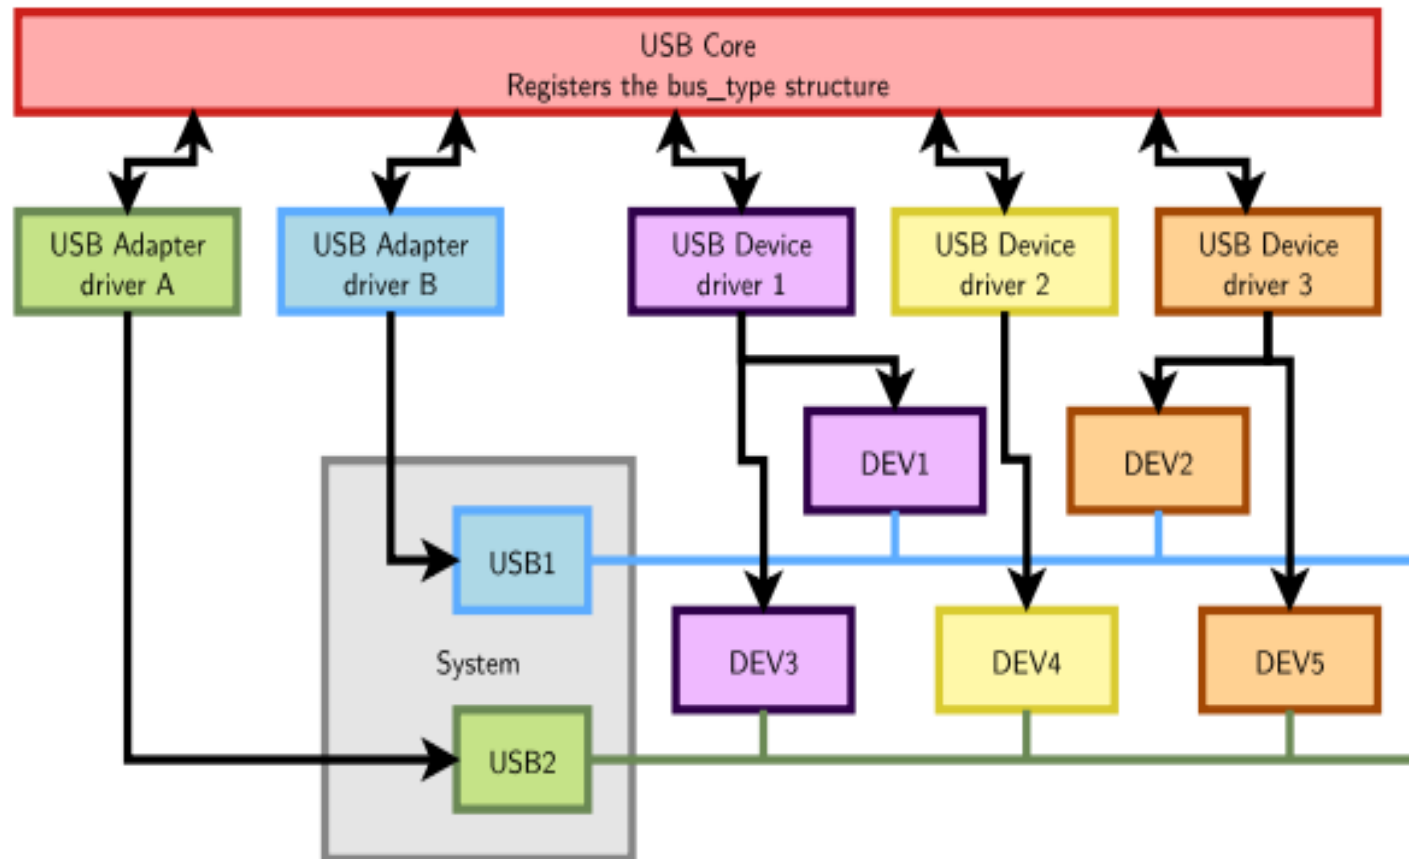 USB Core
Registers the bus_type structure
USB Adapter
driver A
USB Adapter
driver B
USB Device
driver 1
USB Device
driver 2
USB Device
driver 3
DEV1
DEV2
USB1
System
DEV3
DEV4
DEV5
USB2